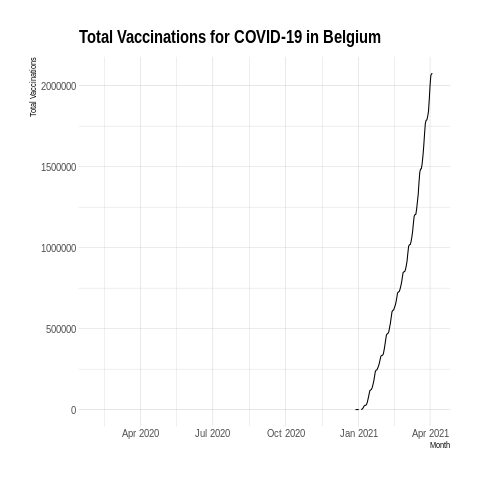 Total Vaccinations for COVID-19 in Belgium
Total Vaccinations
2000000
1500000
1000000
500000
0
Apr 2020 Jul 2020 Oct 2020 Jan 2021 Apr 2021
Month